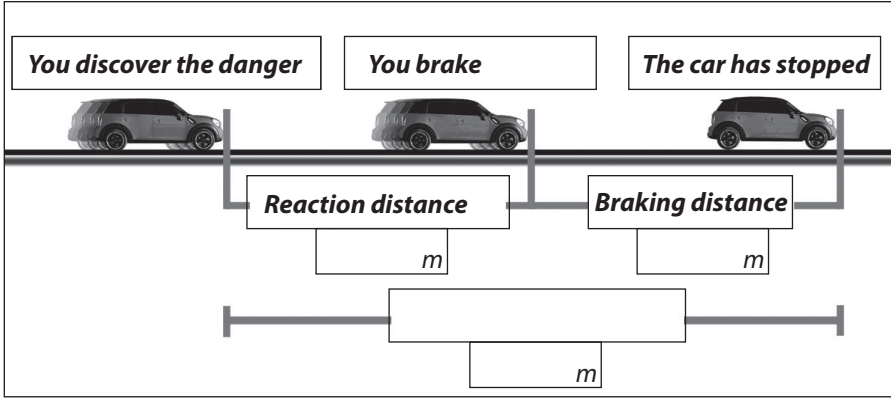 You discover the danger
You brake
The car has stopped
Reaction distance
Braking distance
m
m
m